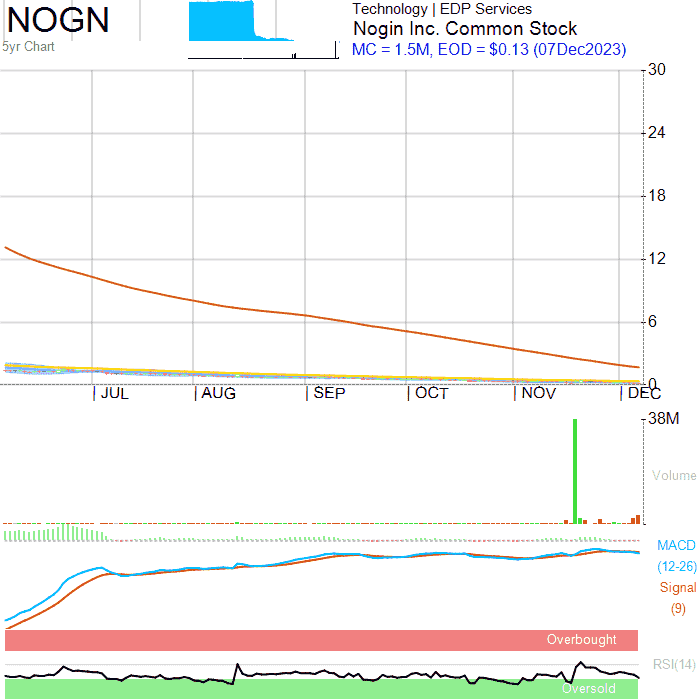 NOGN
5yr Chart
Technology | EDP Services
Nogin Inc. Common Stock
MC = 1.5M, EOD = $0.13 (07Dec2023)
30
24
18
12
6
0
JUL AUG SEP OCT NOV DEC
38M
Volume
MACD
(12-26)
Signal
(9)
Overbought
RSI(14)
Oversold